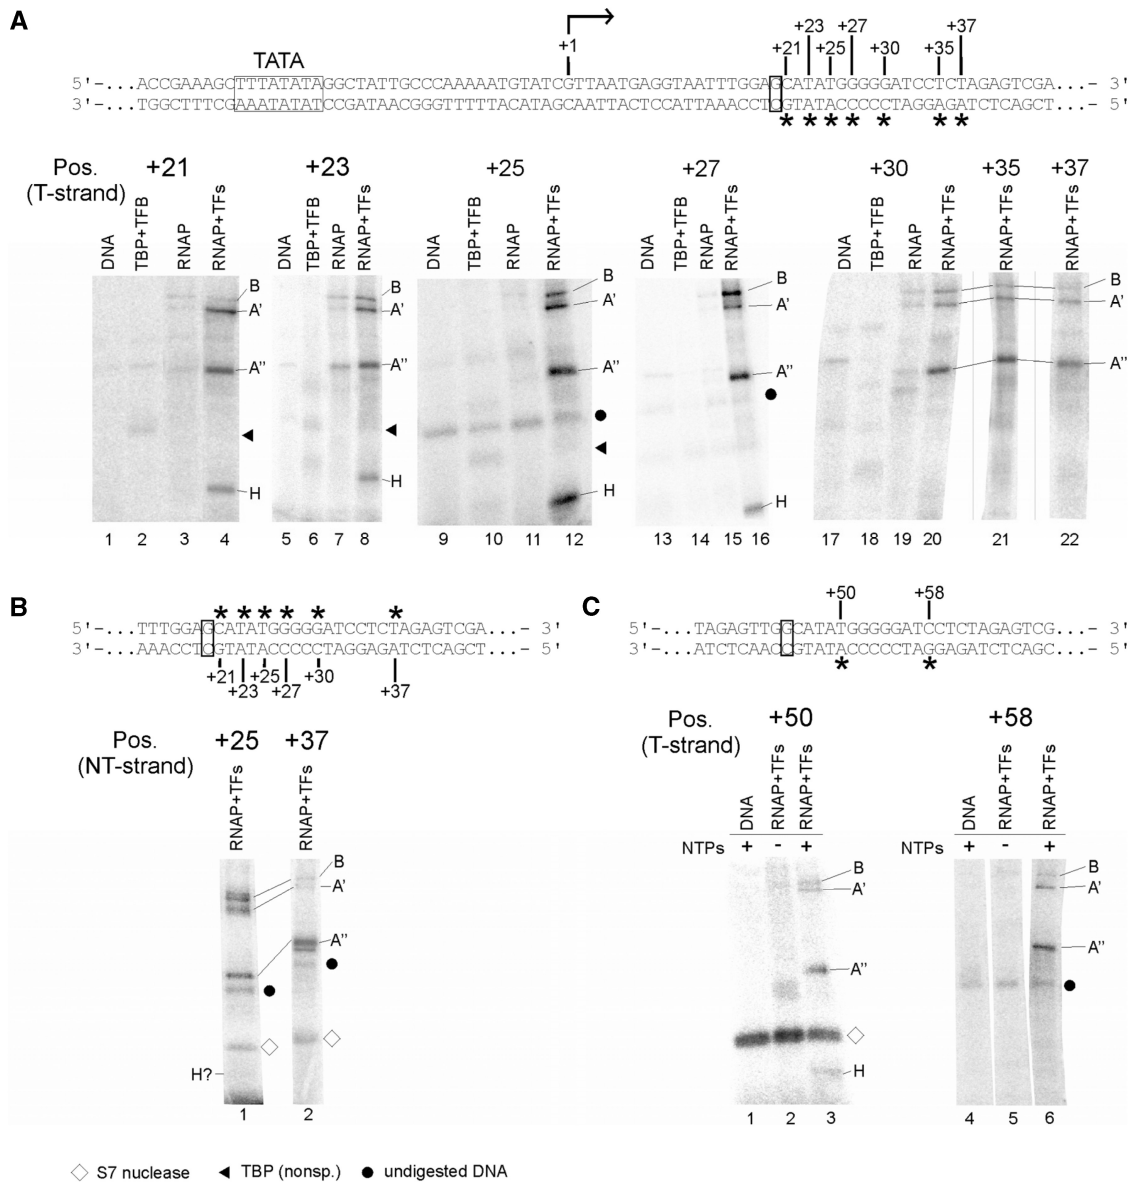 A
+1
+21
+23
+25
+27
+30
+35
+37
TATA
5'-...ACCGAAAGCTTTATATAGGCTATTGCCCAAAAATGTATCGTTAATGAGGTAATTTGGAGCATATGGGGGATCCTCTAGAGTCGA...- 3'
3'-...TGGCTTTCGAAATATATCCGATAACGGGTTTTTACATAGCAATTACTCCATTAAACCTCGTATACCCCCTAGGAGATCTCAGCT...- 5'
* * * * * * *
Pos. (T-strand) +21 +23 +25 +27 +30 +35 +37
DNA TBP+TFB RNAP RNAP+TFs DNA TBP+TFB RNAP RNAP+TFs DNA TBP+TFB RNAP RNAP+TFs DNA TBP+TFB RNAP RNAP+TFs DNA TBP+TFB RNAP RNAP+TFs RNAP+TFs RNAP+TFs
B A' A'' H
B A' A'' H
B A' A'' H
B A' A'' H
B A' A''
1 2 3 4 5 6 7 8 9 10 11 12 13 14 15 16 17 18 19 20 21 22
B
* * * * * *
5'-...TTTGGAGCATATGGGGGATCCTCTAGAGTCGA...- 3'
3'-...AAACCTCGTATACCCCCTAGGAGATCTCAGCT...- 5'
+21 +23 +25 +27 +30 +37
Pos. (NT-strand) +25 +37
RNAP+TFs RNAP+TFs
B
A'
A''
H?
1 2
C
+50 +58
5'-...TAGAGTTGGCATATGGGGGATCCTCTAGAGTCG...- 3'
3'-...ATCTCAACCGTATACCCCCTAGGAGATCTCAGC...- 5'
* *
Pos. (T-strand) +50 +58
DNA RNAP+TFs RNAP+TFs DNA RNAP+TFs RNAP+TFs
NTPs + - + NTPs + - +
B A' A'' H
B A' A''
1 2 3 4 5 6
S7 nuclease TBP (nonsp.) undigested DNA